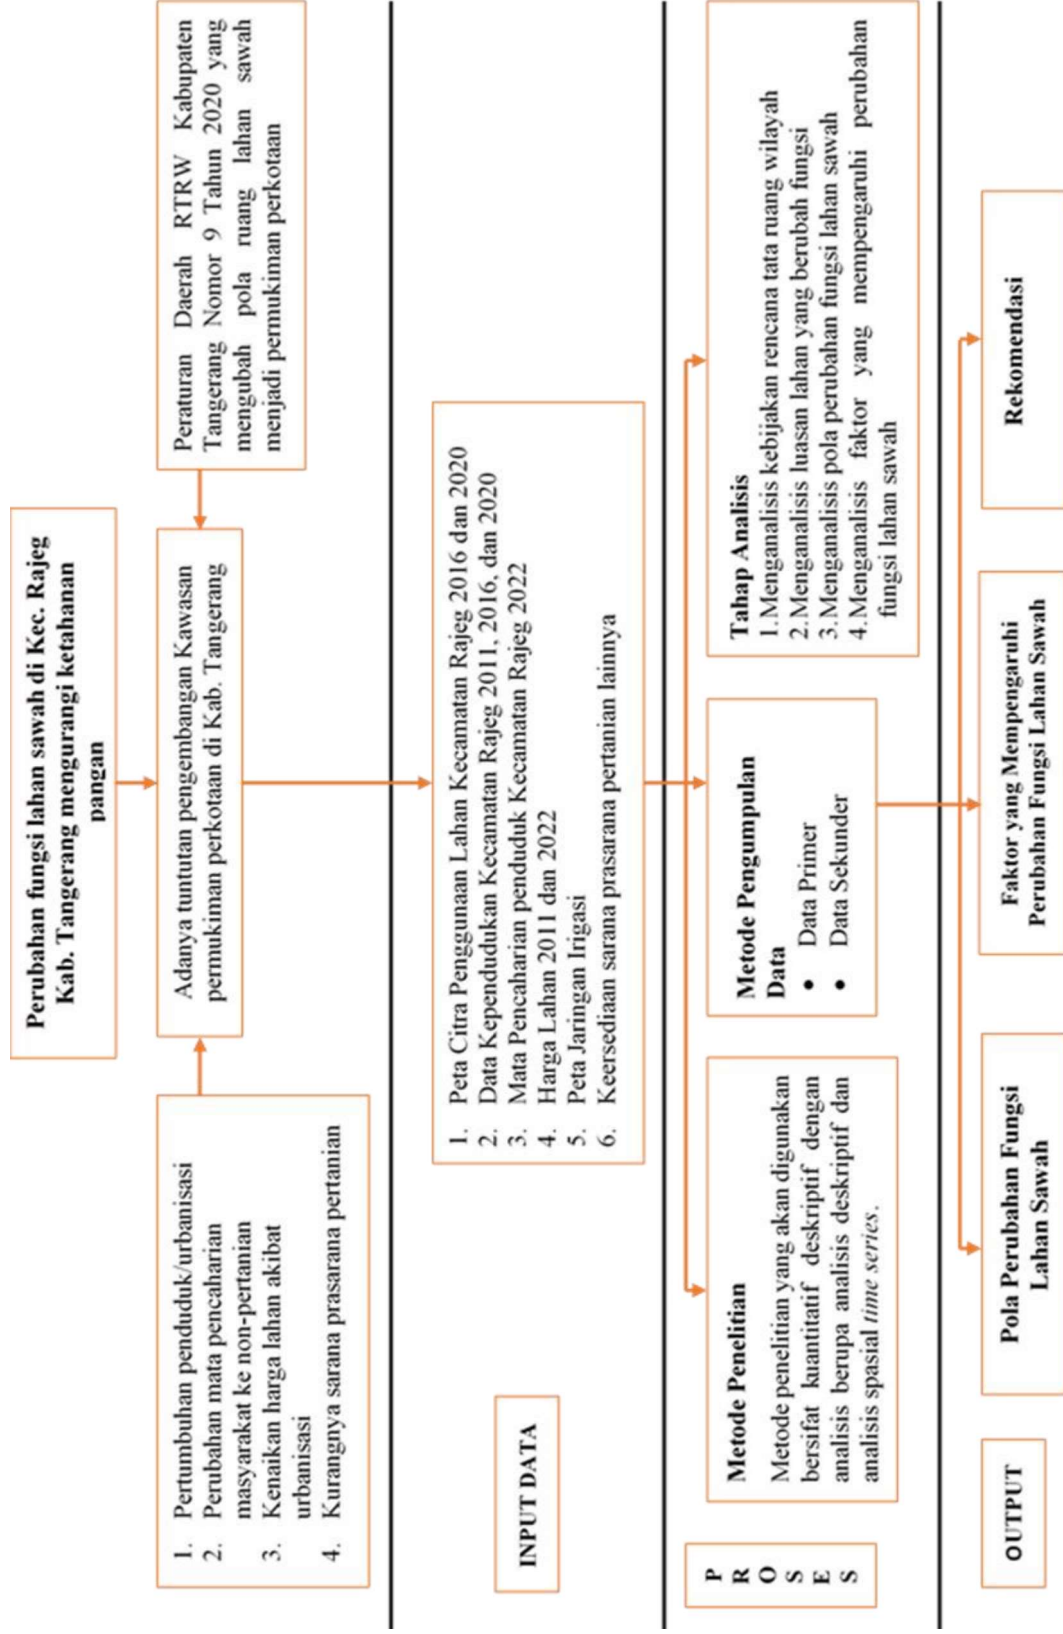 Perubahan fungsi lahan sawah di Kec. Rajeg
Kab. Tangerang mengurangi ketahanan
pangan
1. Pertumbuhan penduduk/urbanisasi
2. Perubahan mata pencaharian
masyarakat ke non-pertanian
3. Kenaikan harga lahan akibat
urbanisasi
4. Kurangnya sarana prasarana pertanian
Adanya tuntutan pengembangan Kawasan
permukiman perkotaan di Kab. Tangerang
Peraturan Daerah RTRW Kabupaten
Tangerang Nomor 9 Tahun 2020 yang
mengubah pola ruang lahan sawah
menjadi permukiman perkotaan
INPUT DATA
1. Peta Citra Penggunaan Lahan Kecamatan Rajeg 2016 dan 2020
2. Data Kependudukan Kecamatan Rajeg 2011, 2016, dan 2020
3. Mata Pencaharian penduduk Kecamatan Rajeg 2022
4. Harga Lahan 2011 dan 2022
5. Peta Jaringan Irigasi
6. Keersediaan sarana prasarana pertanian lainnya
P
R
O
S
S
E
S
Metode Penelitian
Metode penelitian yang akan digunakan
bersifat kuantitatif deskriptif dengan
analisis berupa analisis deskriptif dan
analisis spasial time series.
Metode Pengumpulan
Data
• Data Primer
• Data Sekunder
Tahap Analisis
1. Menganalisis kebijakan rencana tata ruang wilayah
2. Menganalisis luasan lahan yang berubah fungsi
3. Menganalisis pola perubahan fungsi lahan sawah
4. Menganalisis faktor yang mempengaruhi perubahan
fungsi lahan sawah
OUTPUT
Pola Perubahan Fungsi
Lahan Sawah
Faktor yang Mempengaruhi
Perubahan Fungsi Lahan Sawah
Rekomendasi